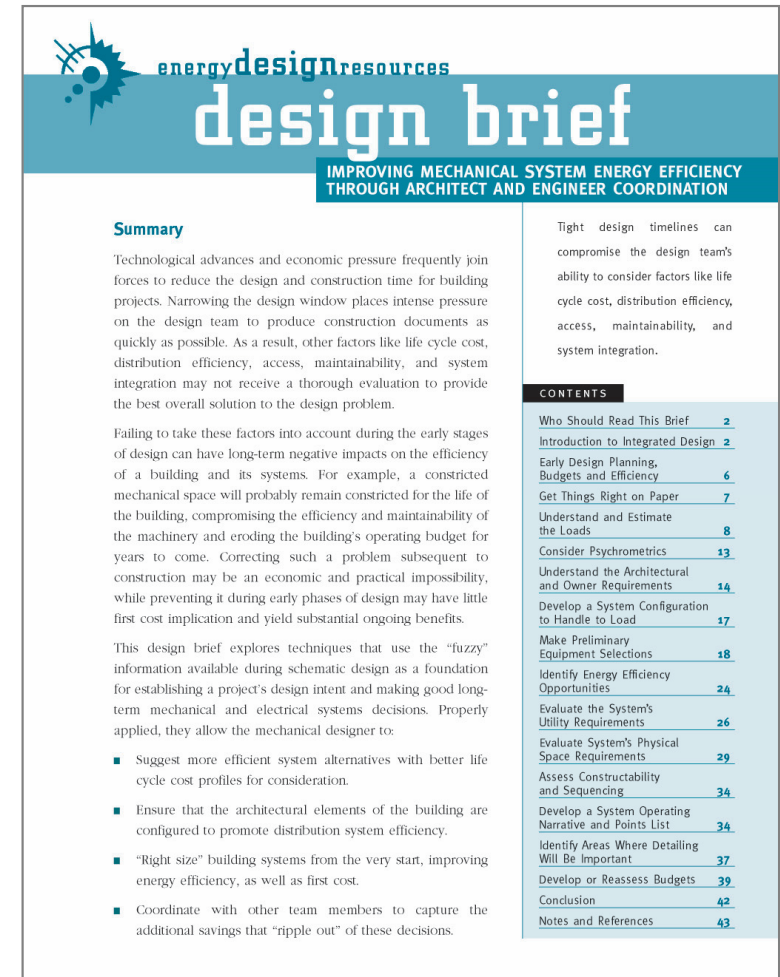 energydesignresources
design brief
IMPROVING MECHANICAL SYSTEM ENERGY EFFICIENCY
THROUGH ARCHITECT AND ENGINEER COORDINATION
Summary
Technological advances and economic pressure frequently join
forces to reduce the design and construction time for building
projects. Narrowing the design window places intense pressure
on the design team to produce construction documents as
quickly as possible. As a result, other factors like life cycle cost,
distribution efficiency, access, maintainability, and system
integration may not receive a thorough evaluation to provide
the best overall solution to the design problem.
Failing to take these factors into account during the early stages
of design can have long-term negative impacts on the efficiency
of a building and its systems. For example, a constricted
mechanical space will probably remain constricted for the life of
the building, compromising the efficiency and maintainability of
the machinery and eroding the building's operating budget for
years to come. Correcting such a problem subsequent to
construction may be an economic and practical impossibility,
while preventing it during early phases of design may have little
first cost implication and yield substantial ongoing benefits.
This design brief explores techniques that use the “fuzzy”
information available during schematic design as a foundation
for establishing a project's design intent and making good long-
term mechanical and electrical systems decisions. Properly
applied, they allow the mechanical designer to:
■ Suggest more efficient system alternatives with better life
cycle cost profiles for consideration.
■ Ensure that the architectural elements of the building are
configured to promote distribution system efficiency.
■ “Right size” building systems from the very start, improving
energy efficiency, as well as first cost.
■ Coordinate with other team members to capture the
additional savings that “ripple out” of these decisions.
Tight design timelines can
compromise the design team's
ability to consider factors like life
cycle cost, distribution efficiency,
access, maintainability, and
system integration.
CONTENTS
Who Should Read This Brief 2
Introduction to Integrated Design 2
Early Design Planning,
Budgets and Efficiency 6
Get Things Right on Paper 7
Understand and Estimate
the Loads 8
Consider Psychrometrics 13
Understand the Architectural
and Owner Requirements 14
Develop a System Configuration
to Handle to Load 17
Make Preliminary
Equipment Selections 18
Identify Energy Efficiency
Opportunities 24
Evaluate the System's
Utility Requirements 26
Evaluate System's Physical
Space Requirements 29
Assess Constructability
and Sequencing 34
Develop a System Operating
Narrative and Points List 34
Identify Areas Where Detailing
Will Be Important 37
Develop or Reassess Budgets 39
Conclusion 42
Notes and References 43